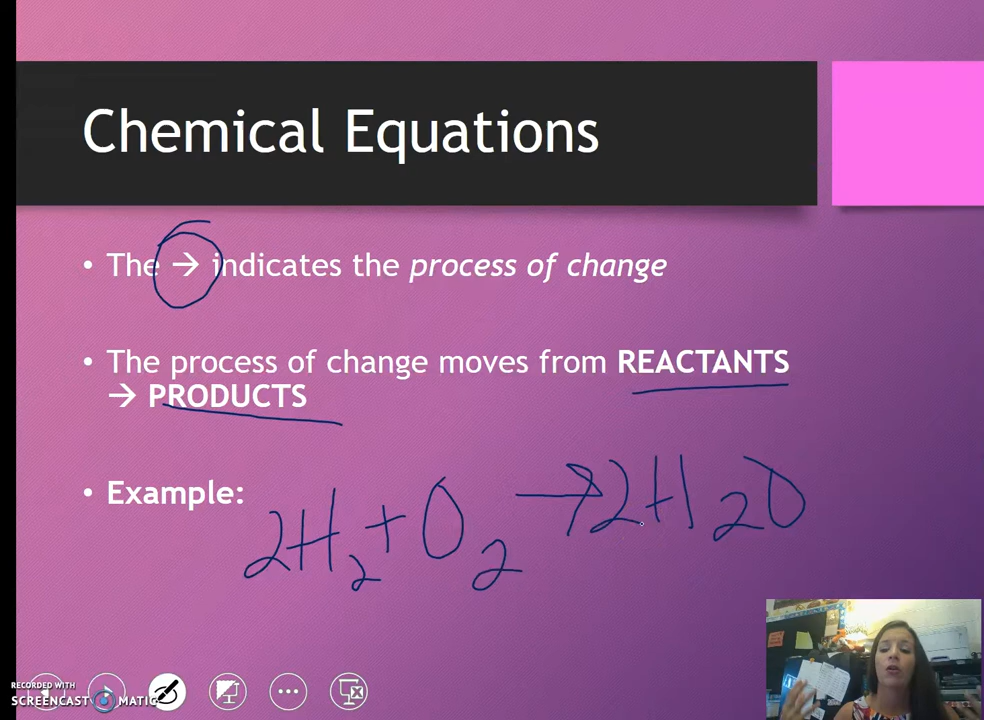 Chemical Equations
• The → indicates the process of change
• The process of change moves from REACTANTS
→ PRODUCTS
• Example:
2H₂ + O₂ → 2H₂O
RECORDED WITH
SCREENCAST MATIC